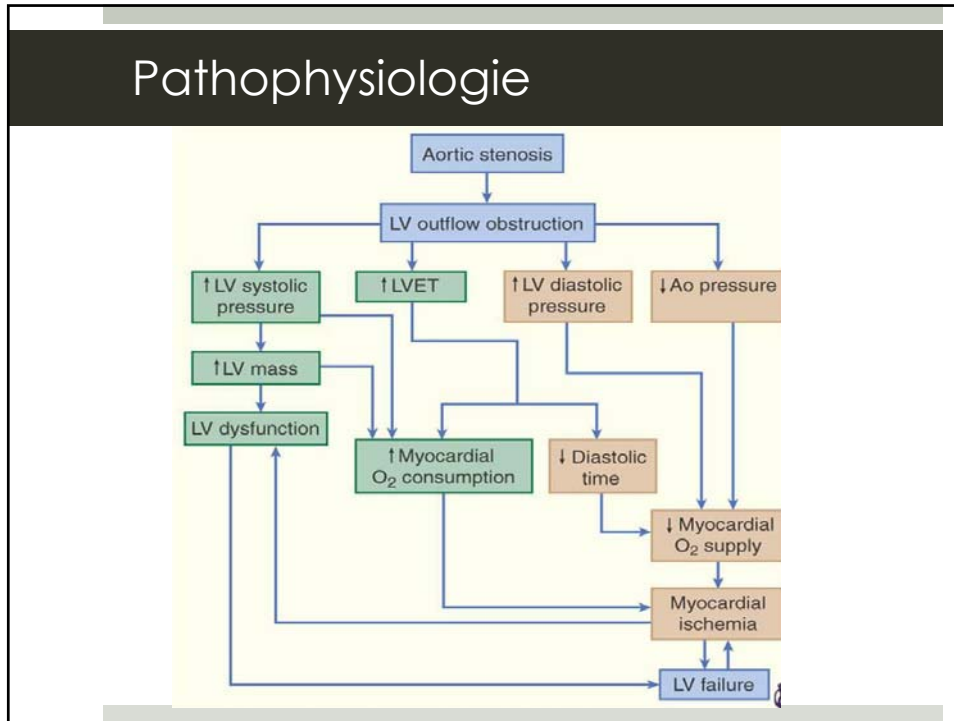 Pathophysiologie
Aortic stenosis
LV outflow obstruction
↑LV systolic
pressure
↑LVET
↑LV diastolic
pressure
↓Ao pressure
↑LV mass
LV dysfunction
↑Myocardial
O₂ consumption
↓ Diastolic
time
↓ Myocardial
O₂ supply
Myocardial
ischemia
LV failure